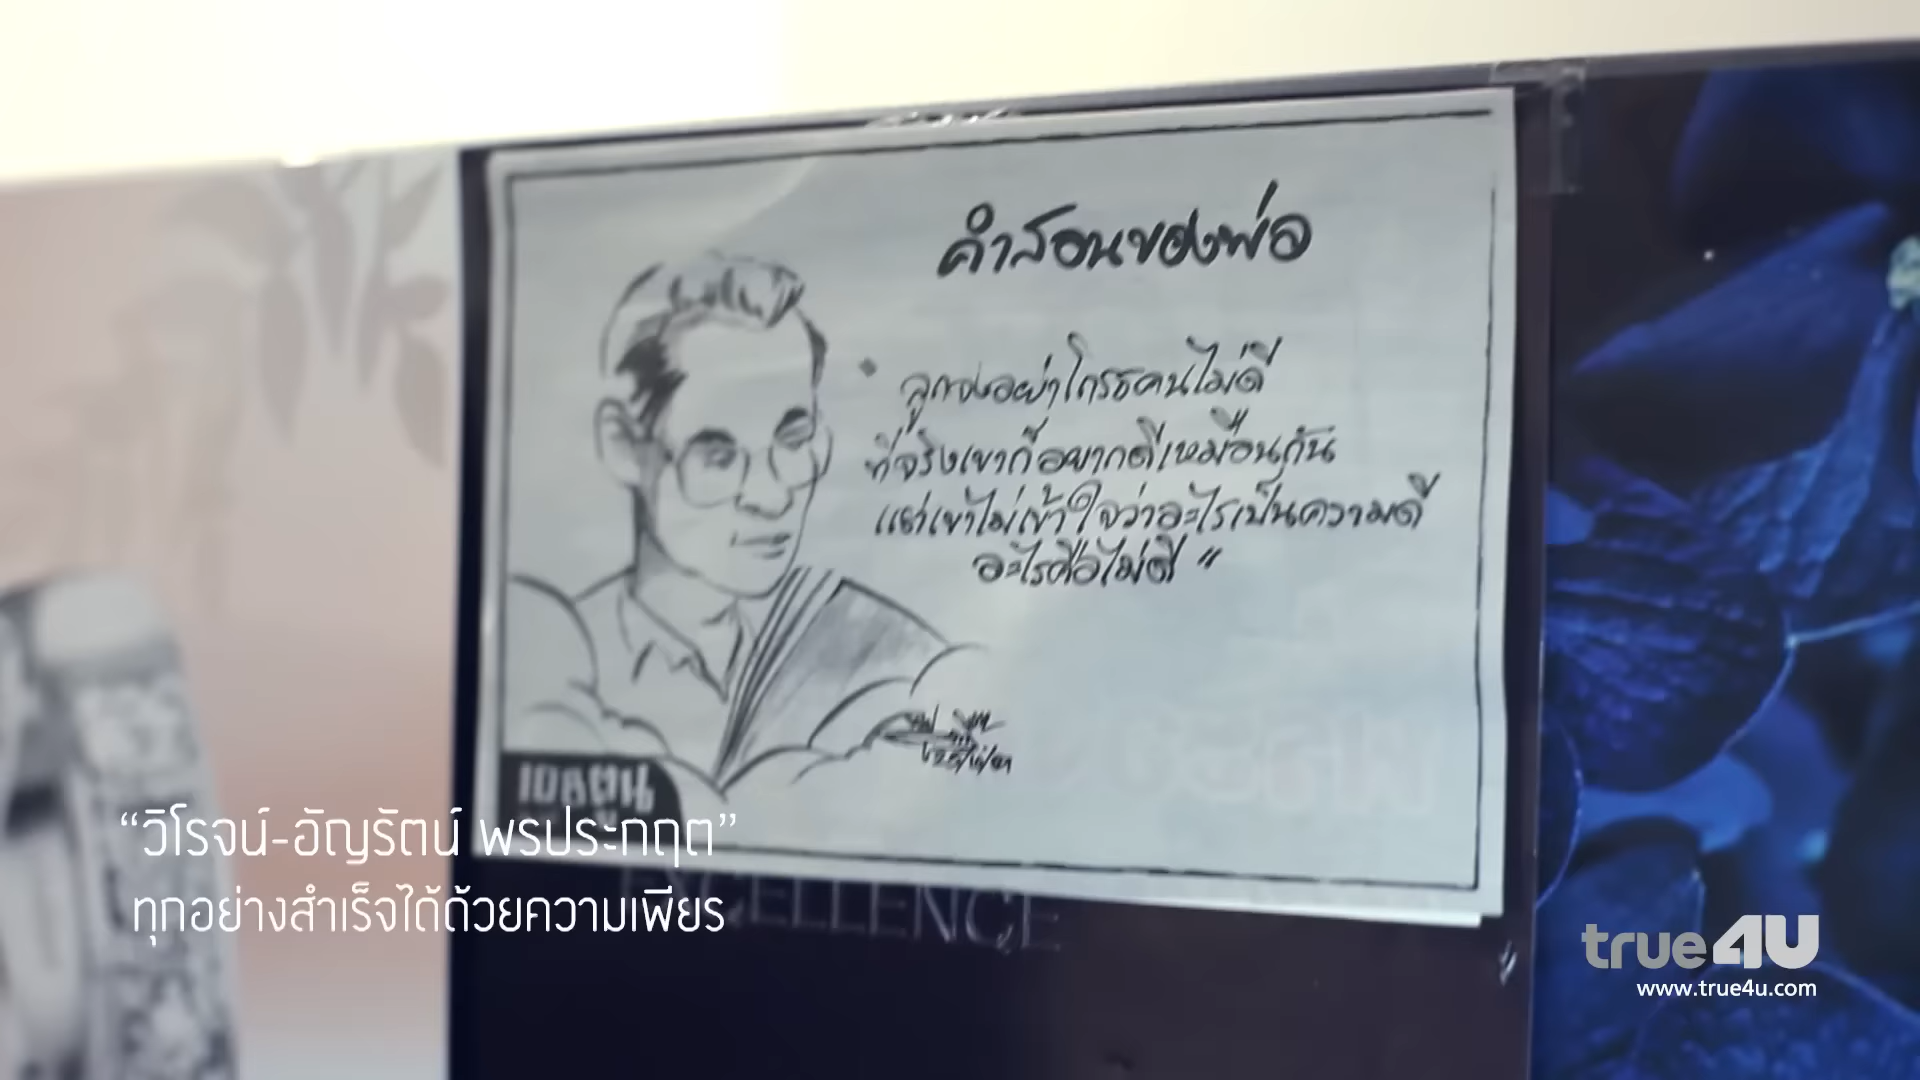 คำสอนของพ่อ
" ลูกจงอย่าโกรธคนไม่ดี
ที่จริงเขาก็อยากดีเหมือนกัน
แต่เขาไม่เข้าใจว่าอะไรเป็นความดี
อะไรคือไม่ดี "
“วิโรจน์-อัญรัตน์ พรประกฤต”
ทุกอย่างสำเร็จได้ด้วยความเพียร
EXCELLENCE
true4U
www.true4u.com